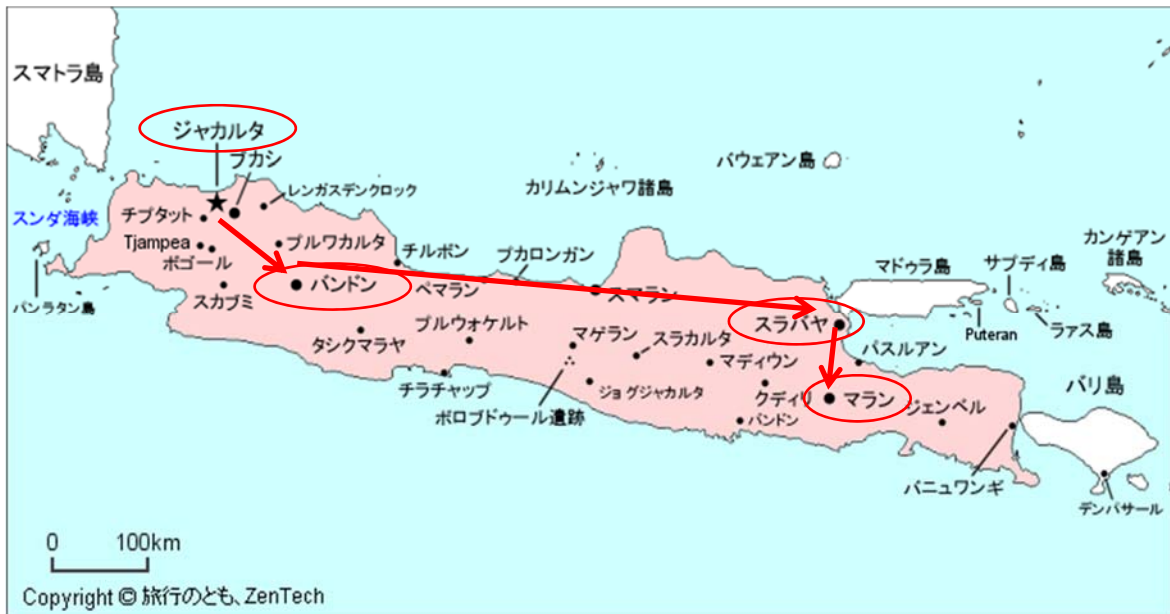 スマトラ島
ジャカルタ
ブカシ
レンガスデンクロック
チプタット
スンダ海峡
Tjampea
ボゴール
プルワカルタ
チルボン
パンラタン島
スカブミ
バンドン
ペマラン
プカロンガン
スマラン
カリムンジャワ諸島
バウェアン島
マドゥラ島
サプディ島
カンゲアン
諸島
Puteran
ラァス島
スラバヤ
タシクマラヤ
プルウォケルト
マゲラン
スラカルタ
マディウン
パスルアン
チラチャップ
ジョグジャカルタ
クディリ
マラン
ジェンベル
バリ島
ボロブドゥール遺跡
バンドン
バニュワンギ
デンパサール
0 100km
Copyright © 旅行のとも、ZenTech